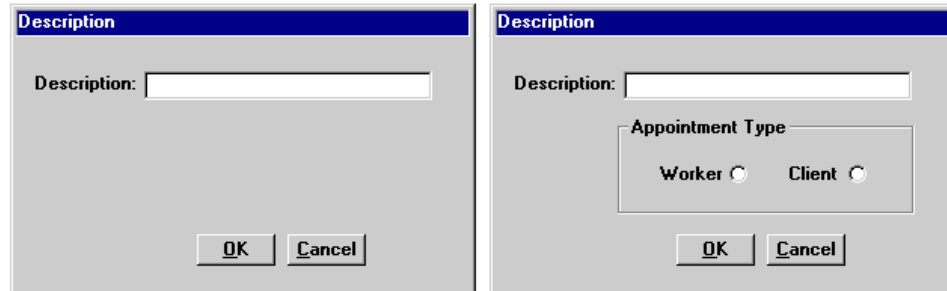 Description
Description:
OK Cancel
Description
Description:
Appointment Type
Worker Client
OK Cancel